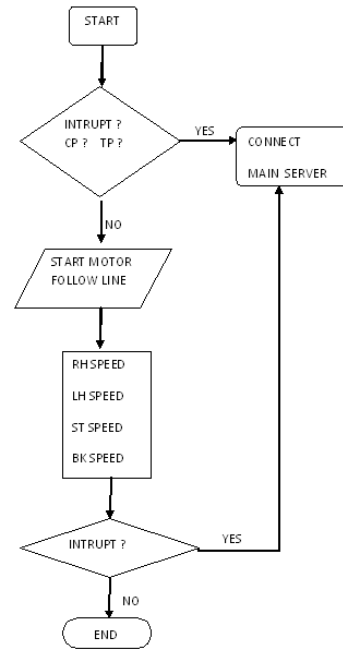 START
INTRUPT ?
CP ? TP ?
YES
CONNECT
MAIN SERVER
NO
START MOTOR
FOLLOW LINE
RH SPEED
LH SPEED
ST SPEED
BK SPEED
INTRUPT ?
YES
NO
END